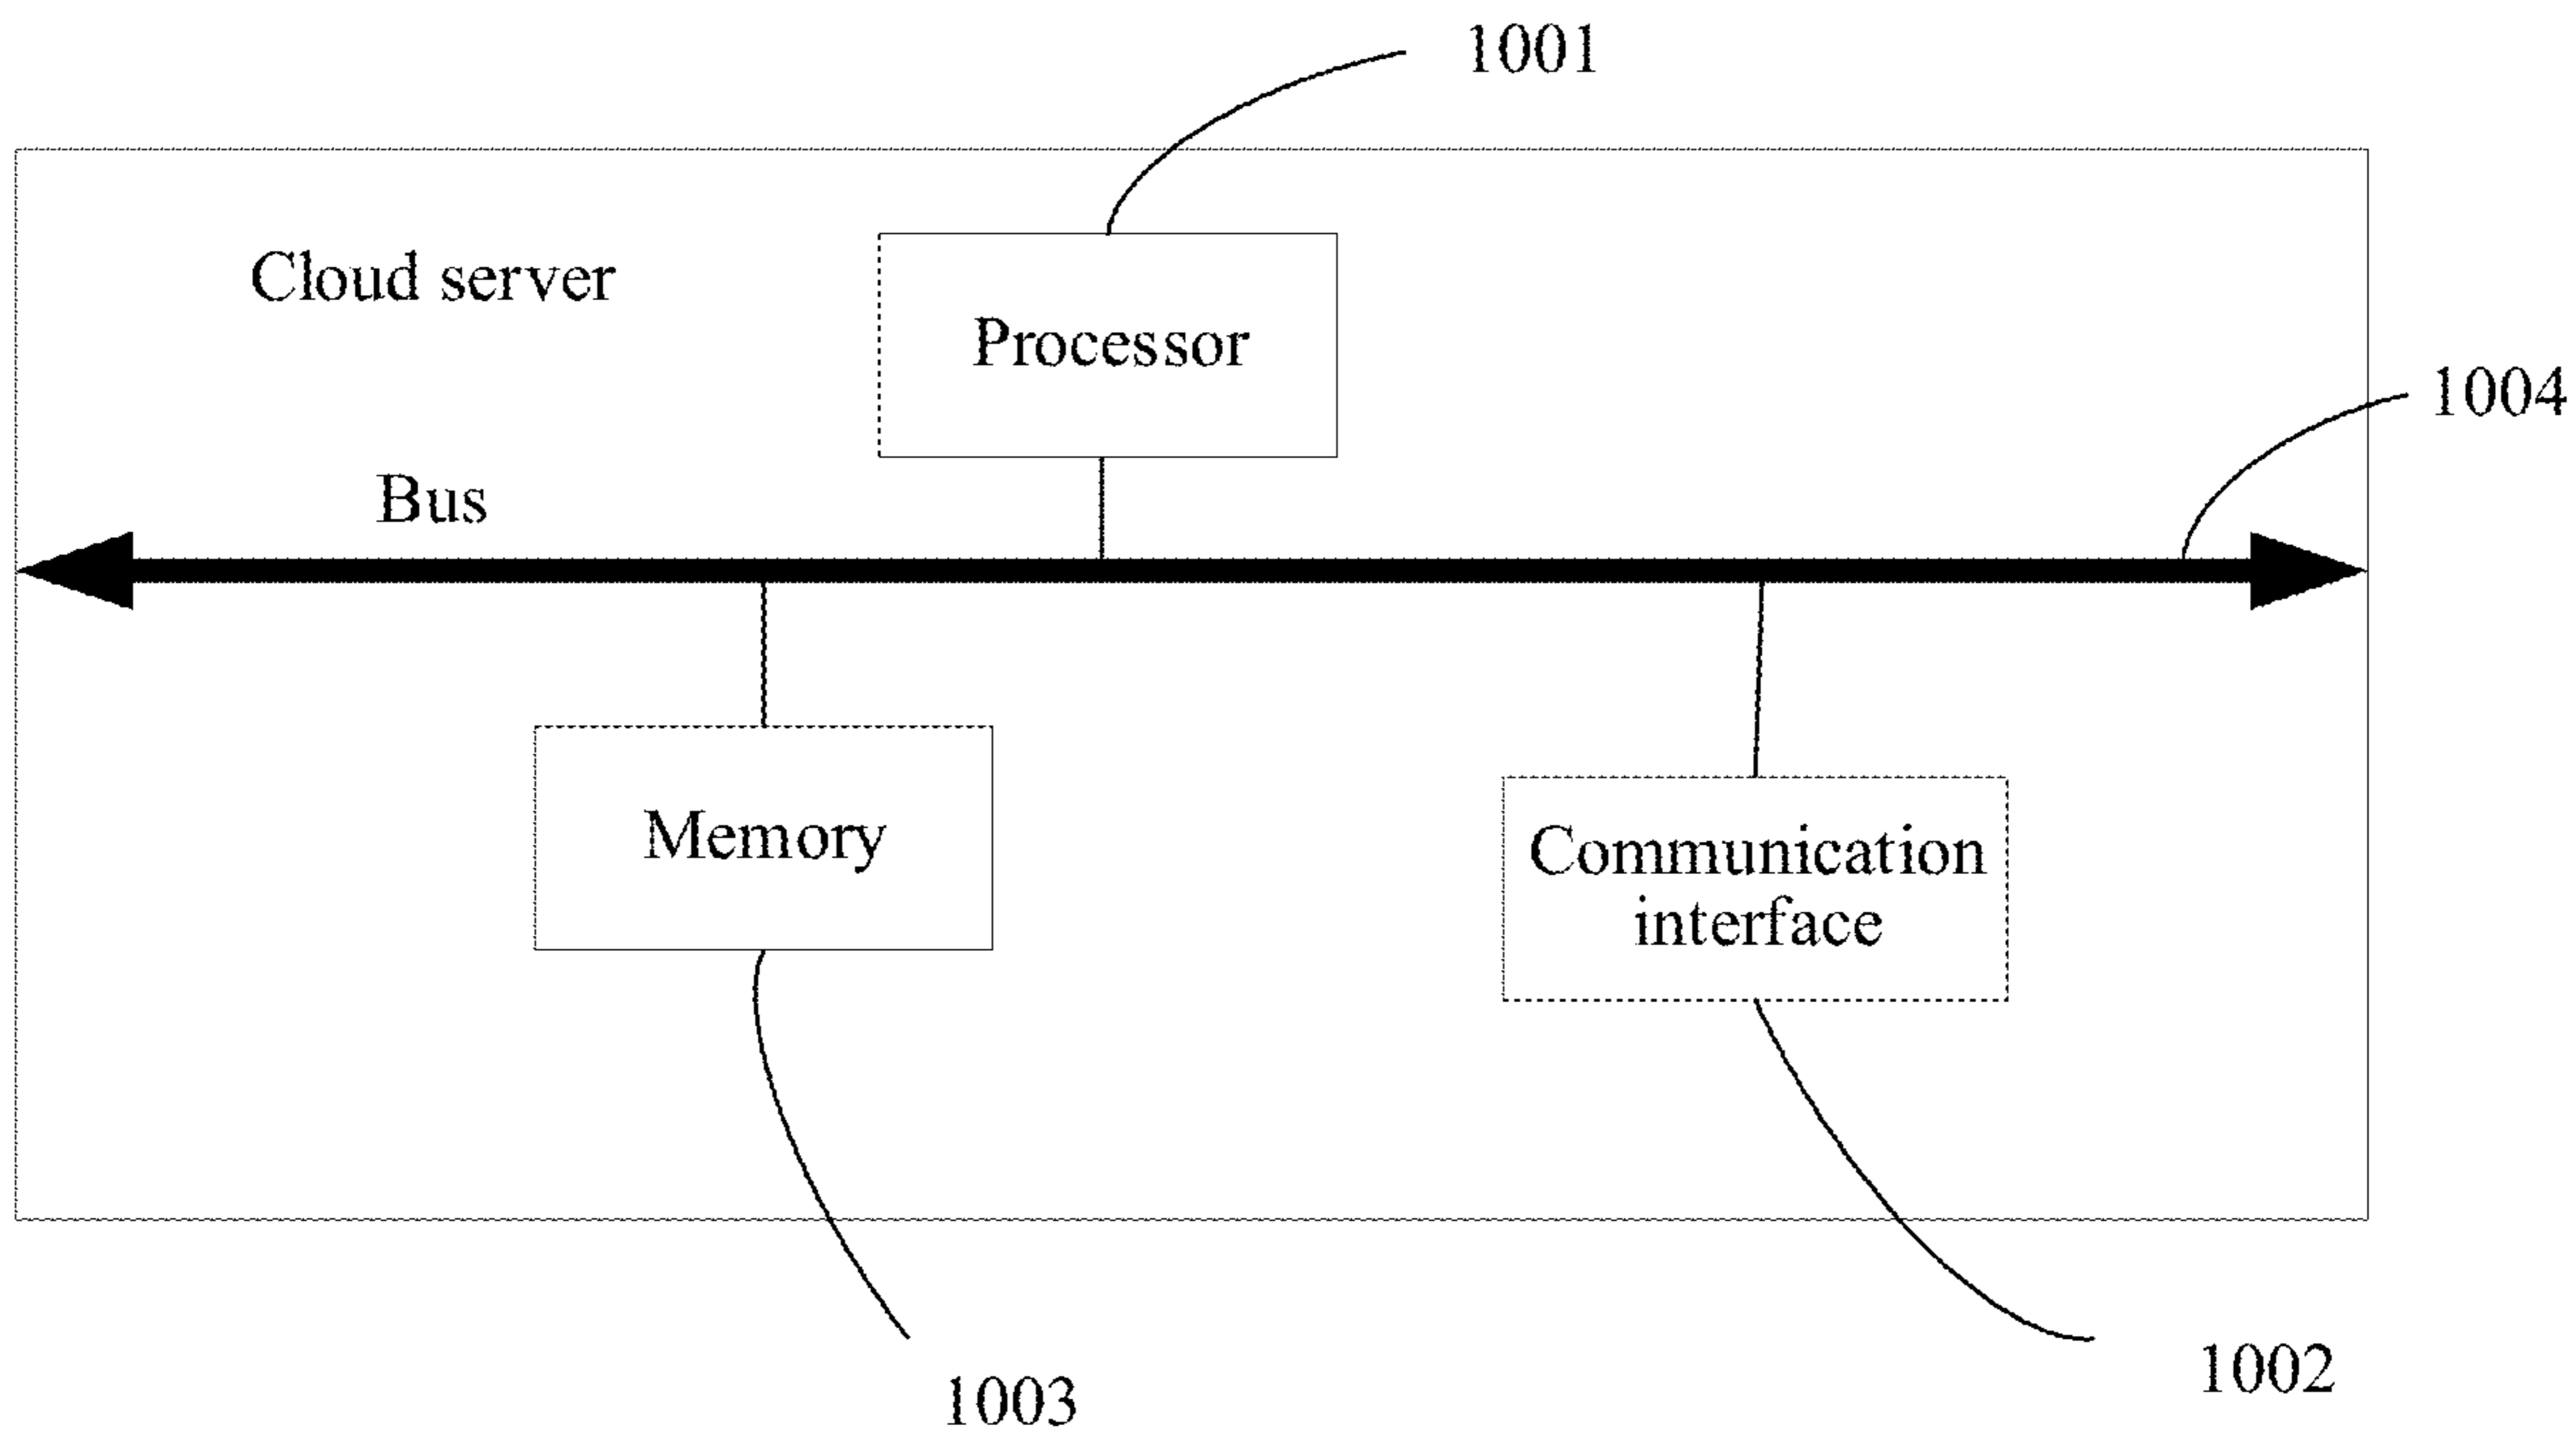 1001
Cloud server
Processor
1004
Bus
Memory
Communication
interface
1002
1003